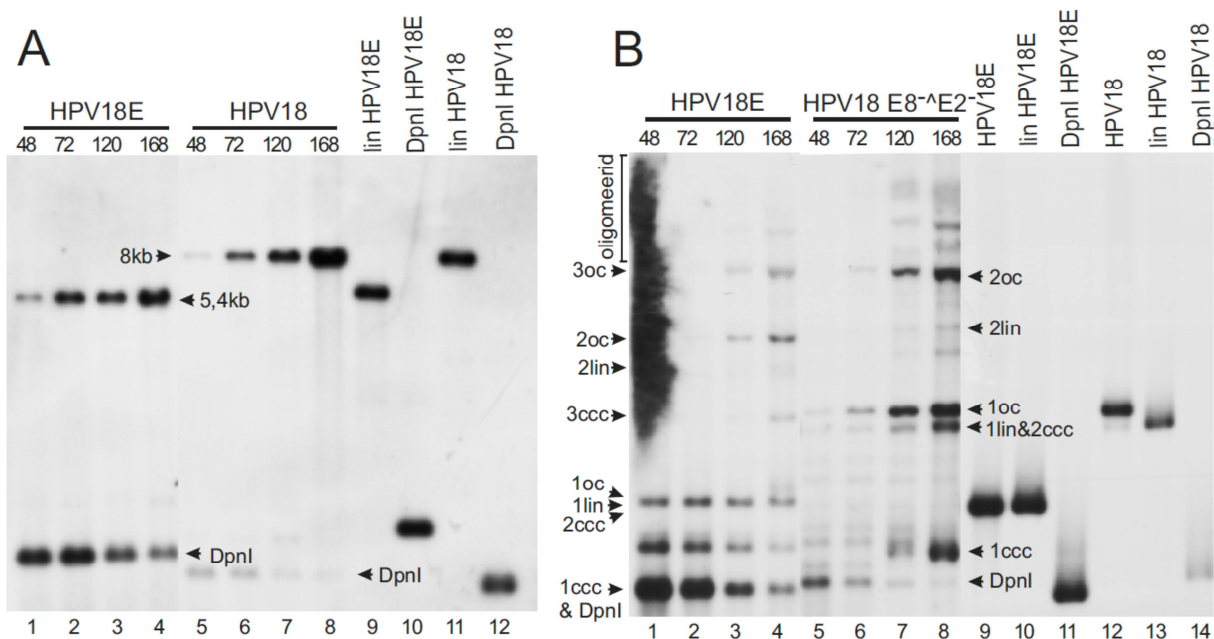 A
HPV18E
HPV18
lin HPV18E
DpnI HPV18E
lin HPV18
DpnI HPV18
48 72 120 168 48 72 120 168
8kb
5,4kb
DpnI
DpnI
1 2 3 4 5 6 7 8 9 10 11 12
B
HPV18E
HPV18 E8-^E2-
HPV18E
lin HPV18E
DpnI HPV18E
HPV18
lin HPV18
DpnI HPV18
48 72 120 168 48 72 120 168
oligomeerid
3oc
2oc
2lin
3ccc
1oc
1lin
2ccc
1ccc
& DpnI
2oc
2lin
1oc
1lin&2ccc
1ccc
DpnI
1 2 3 4 5 6 7 8 9 10 11 12 13 14